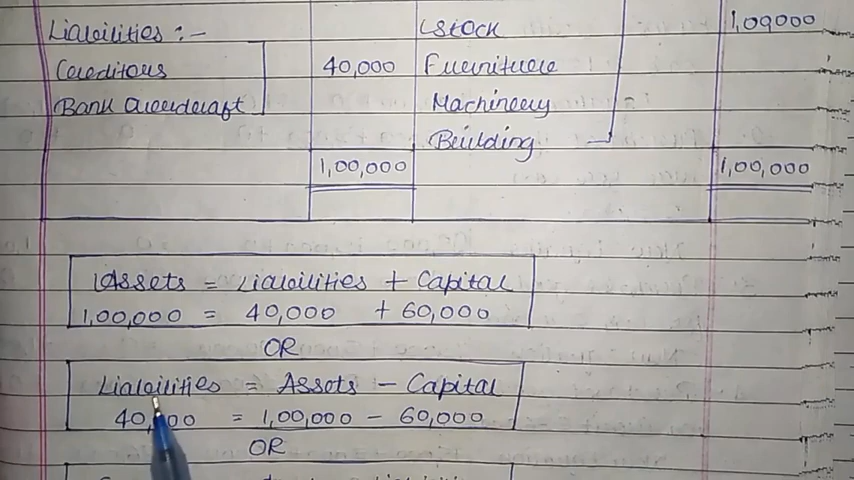 Liabilities :- Stock 1,00000
Creditors 40,000 Furniture
Bank Overdraft Machinery
Building
1,00,000 1,00,000
Assets = Liabilities + Capital
1,00,000 = 40,000 + 60,000
OR
Liabilities = Assets - Capital
40,000 = 1,00,000 - 60,000
OR